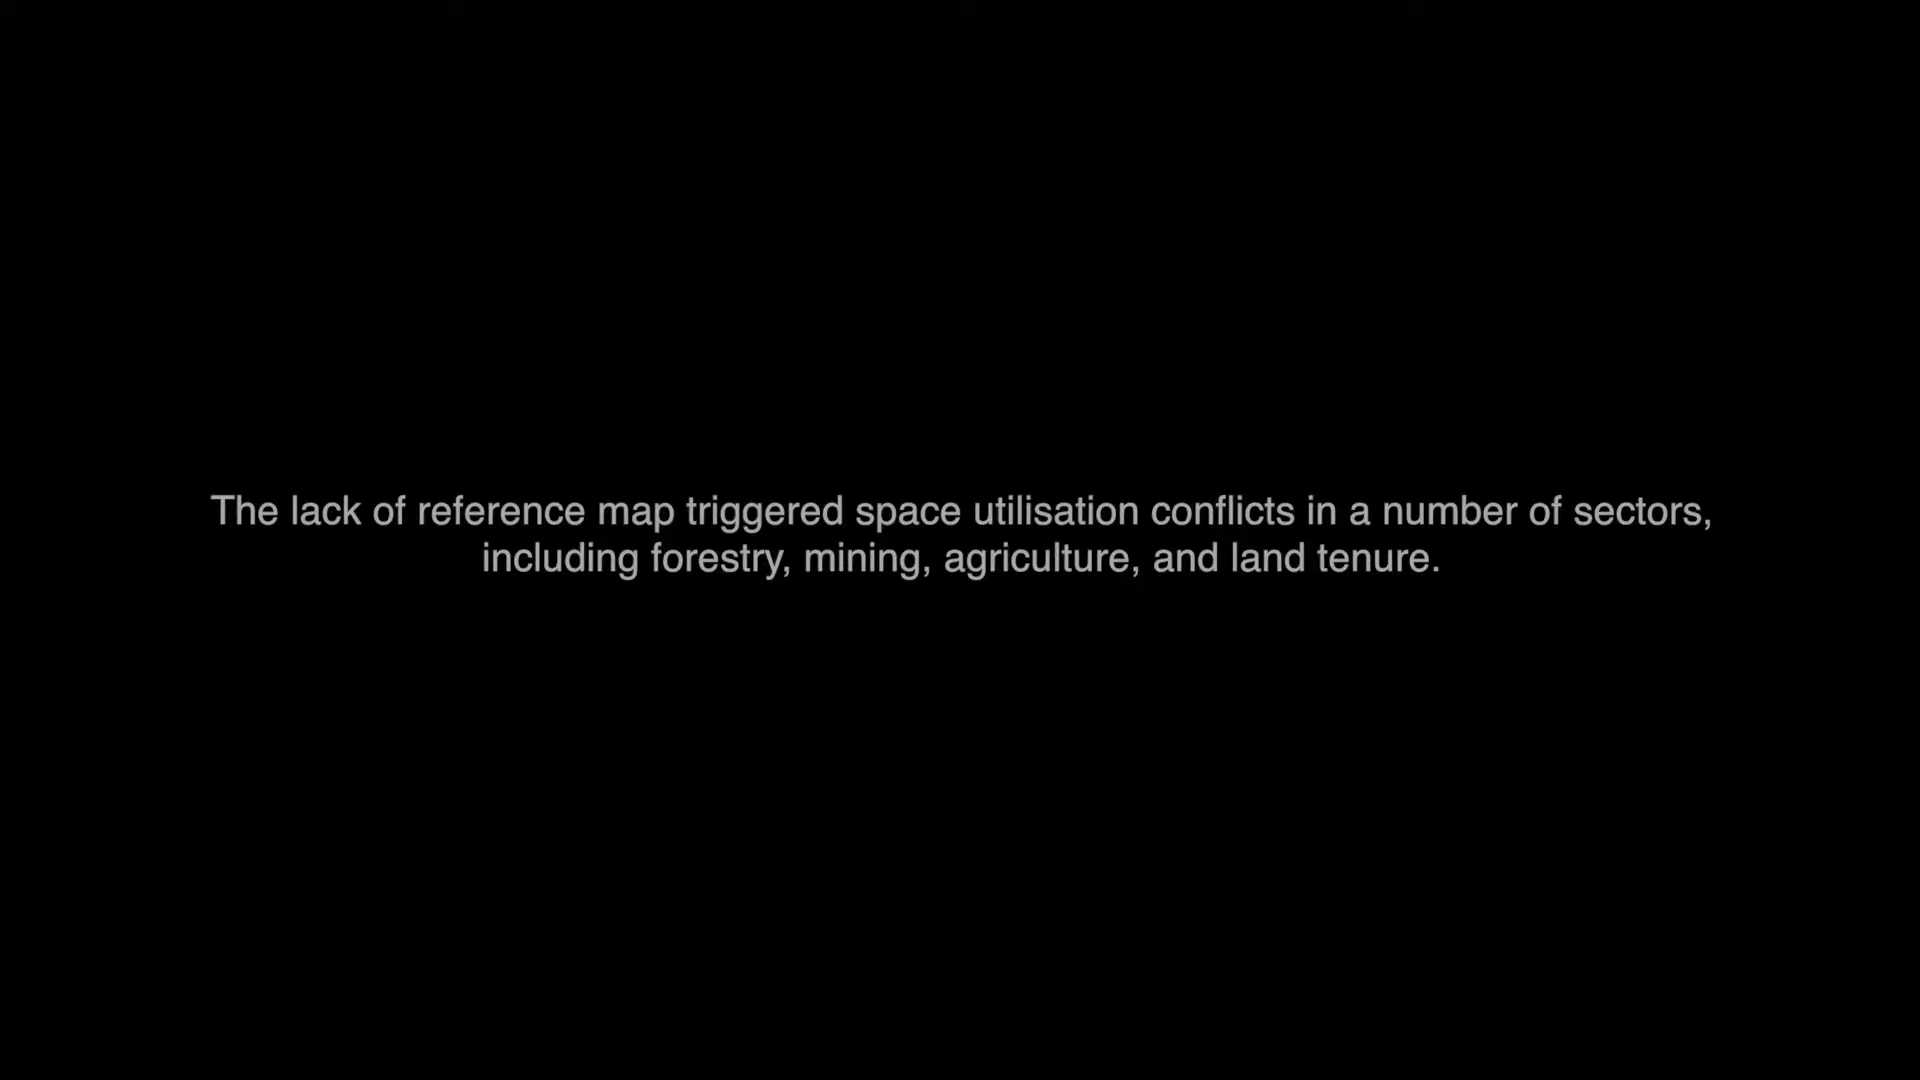 The lack of reference map triggered space utilisation conflicts in a number of sectors,
including forestry, mining, agriculture, and land tenure.